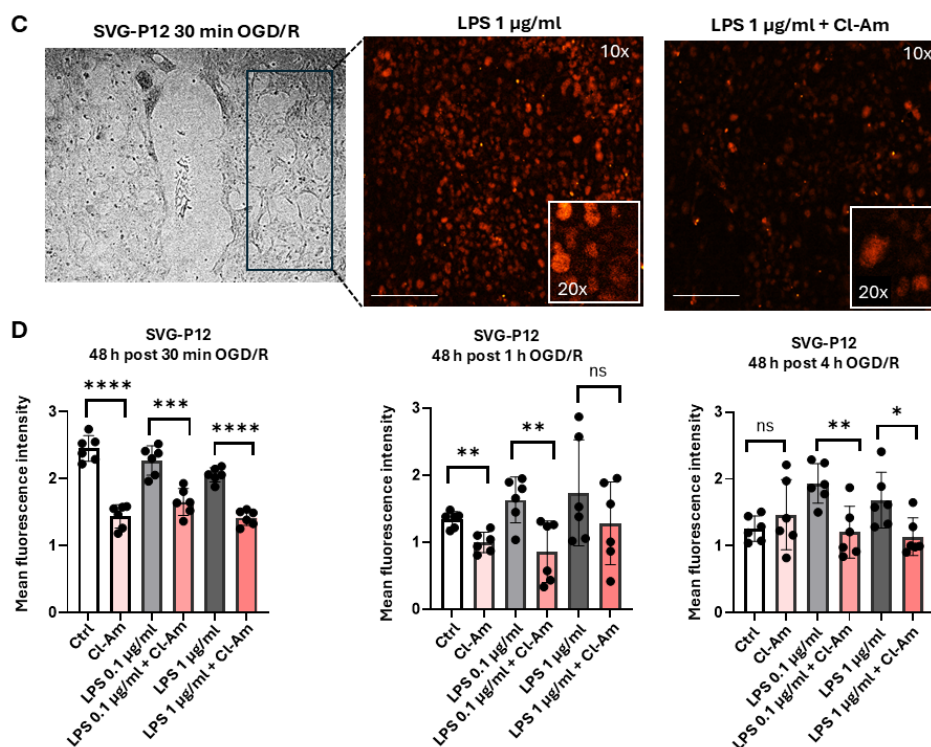 C
SVG-P12 30 min OGD/R
LPS 1 µg/ml
LPS 1 µg/ml + Cl-Am
10x
20x
10x
20x
D
SVG-P12
48 h post 30 min OGD/R
Mean fluorescence intensity
3
2
1
0
****
***
****
Ctrl
Cl-Am
LPS 0.1 µg/ml
LPS 0.1 µg/ml + Cl-Am
LPS 1 µg/ml
LPS 1 µg/ml + Cl-Am
SVG-P12
48 h post 1 h OGD/R
Mean fluorescence intensity
3
2
1
0
**
**
ns
Ctrl
Cl-Am
LPS 0.1 µg/ml
LPS 0.1 µg/ml + Cl-Am
LPS 1 µg/ml
LPS 1 µg/ml + Cl-Am
SVG-P12
48h post 4 h OGD/R
Mean fluorescence intensity
3
2
1
0
ns
**
*
Ctrl
Cl-Am
LPS 0.1 µg/ml
LPS 0.1 µg/ml + Cl-Am
LPS 1 µg/ml
LPS 1 µg/ml + Cl-Am